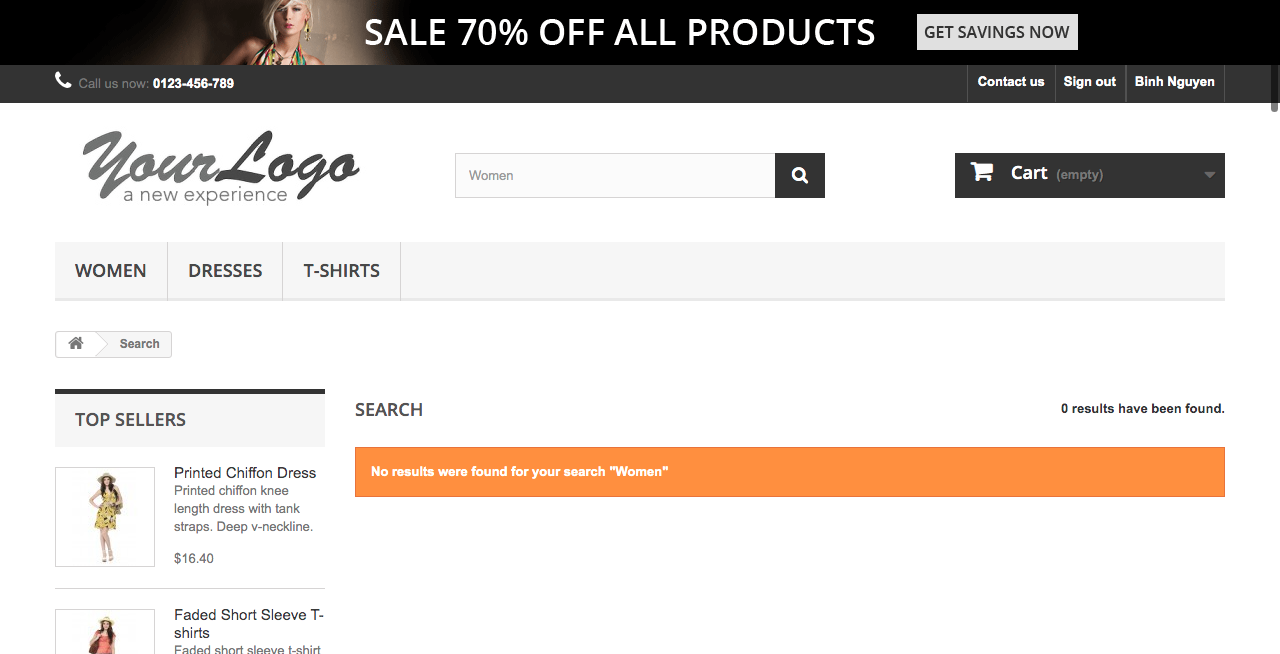 SALE 70% OFF ALL PRODUCTS GET SAVINGS NOW
Call us now: 0123-456-789 Contact us Sign out Binh Nguyen
YourLogo
a new experience
Women
Cart (empty)
WOMEN DRESSES T-SHIRTS
Search
TOP SELLERS
Printed Chiffon Dress
Printed chiffon knee
length dress with tank
straps. Deep v-neckline.
$16.40
Faded Short Sleeve T-
shirts
Faded short sleeve t-shirt
SEARCH 0 results have been found.
No results were found for your search "Women"